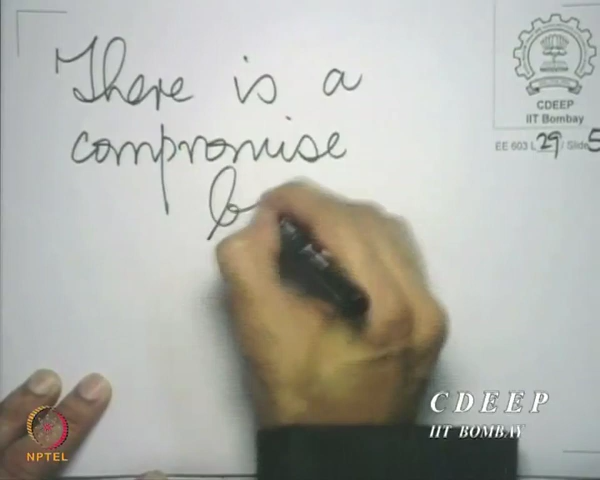 There is a
compromise
b
CDEEP
IIT Bombay
EE 603 L 29 / Slide 5
CDEEP
IIT BOMBAY
NPTEL